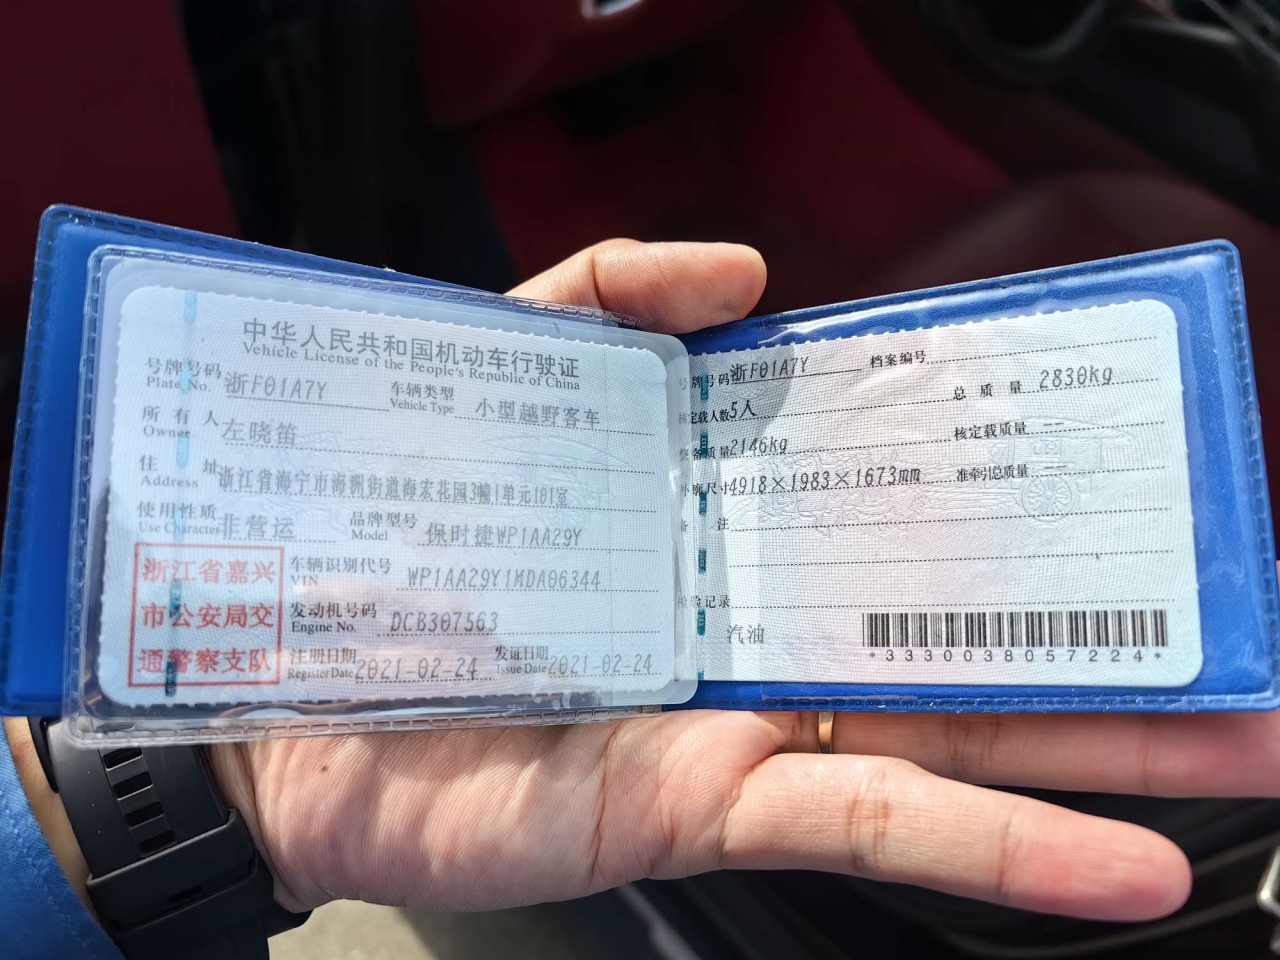 中华人民共和国机动车行驶证
Vehicle License of the People's Republic of China
号牌号码 浙F01A7Y 车辆类型 小型越野客车
Plate No. Vehicle Type
所有人 左晓笛
Owner
住址 浙江省海宁市海洲街道海宏花园3幢1单元101室
Address
使用性质 非营运 品牌型号 保时捷WP1AA29Y
Use Character Model
浙江省嘉兴
市公安局交
通警察支队
车辆识别代号 WP1AA29Y1MDA06344
VIN
发动机号码 DCB307563
Engine No.
注册日期 2021-02-24 发证日期 2021-02-24
Register Date Issue Date
号牌号码 浙F01A7Y 档案编号
核定载人数 5人 总质量 2830kg
整备质量 2146kg 核定载质量 --
外廓尺寸 4918×1983×1673mm 准牵引总质量 --
备注
检验记录
汽油
*3330038057224*